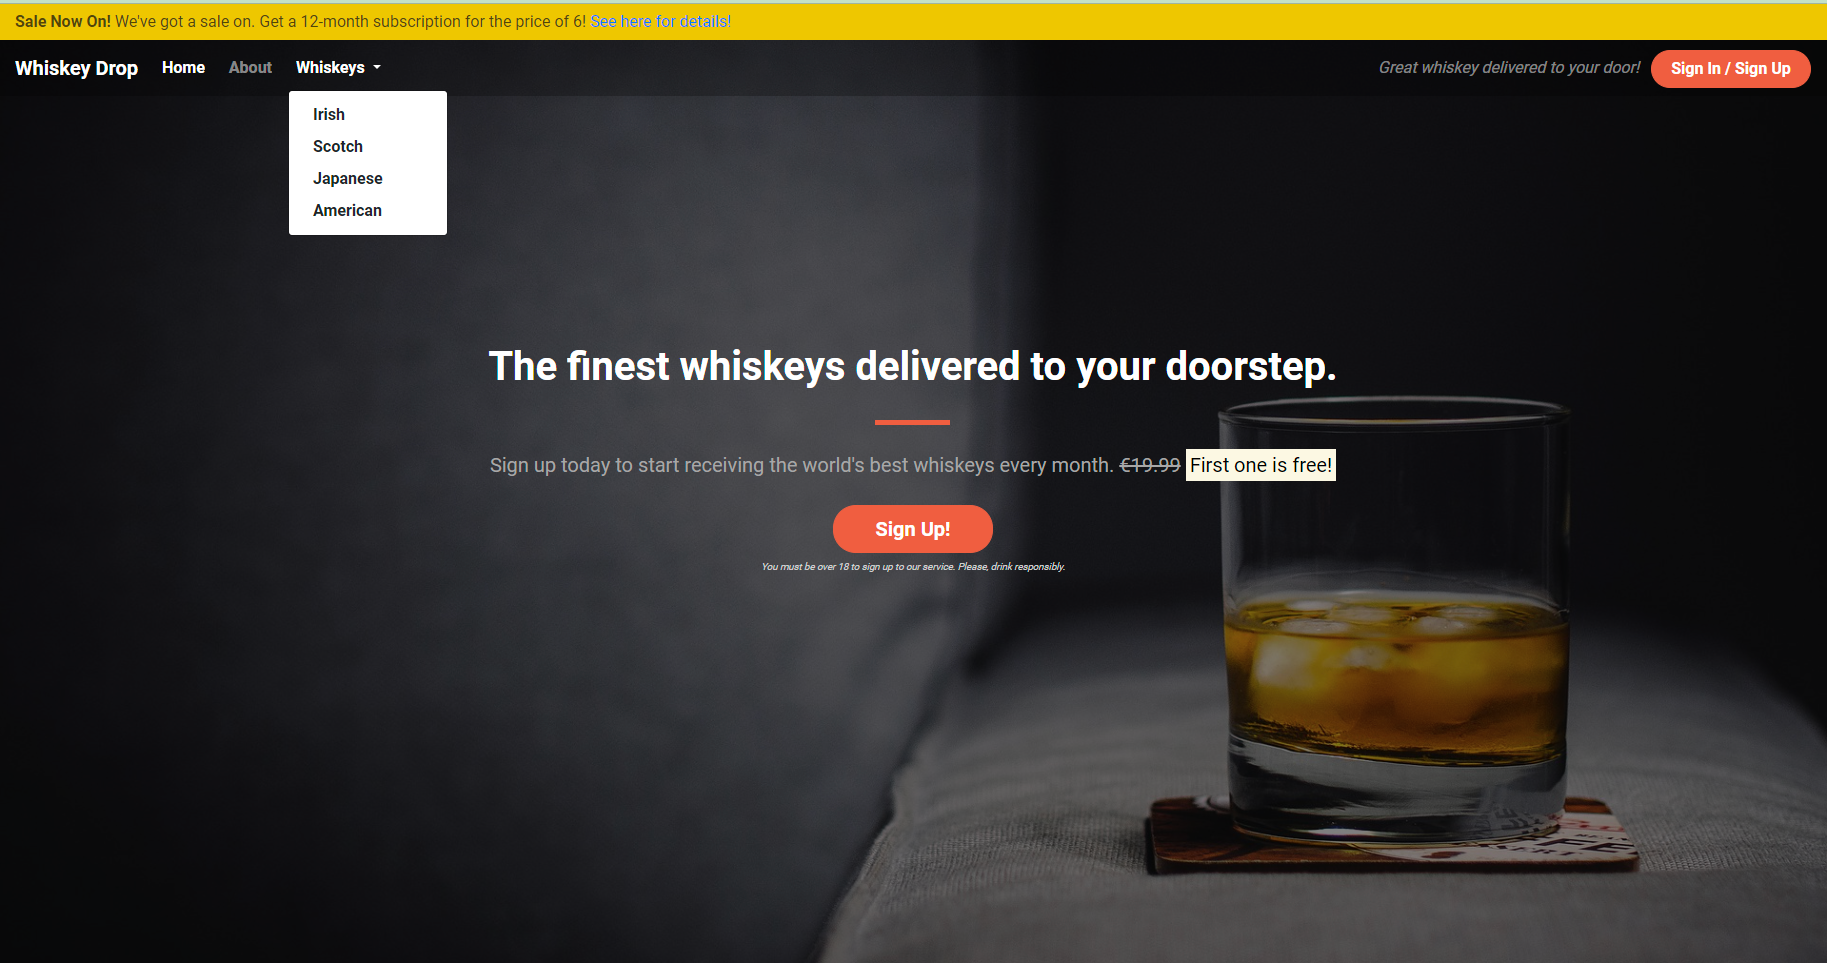 Sale Now On! We've got a sale on. Get a 12-month subscription for the price of 6! See here for details!
Whiskey Drop Home About Whiskeys Great whiskey delivered to your door! Sign In / Sign Up
Irish
Scotch
Japanese
American
The finest whiskeys delivered to your doorstep.
Sign up today to start receiving the world's best whiskeys every month. €19.99 First one is free!
Sign Up!
You must be over 18 to sign up to our service. Please, drink responsibly.